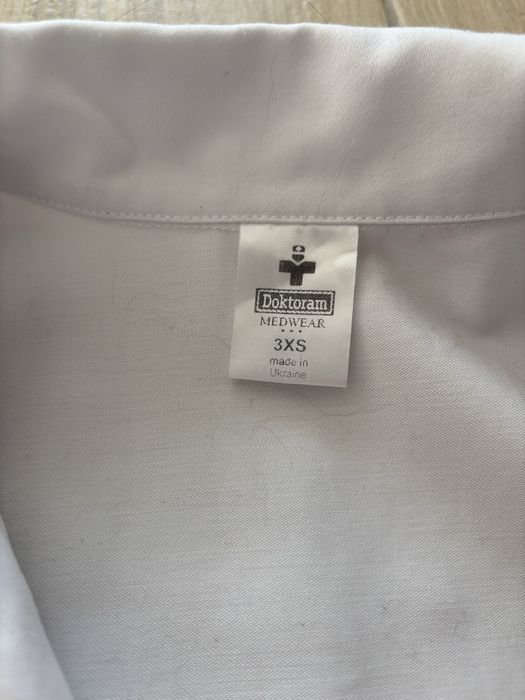 Doktoram
MEDWEAR
3XS
made in
Ukraine